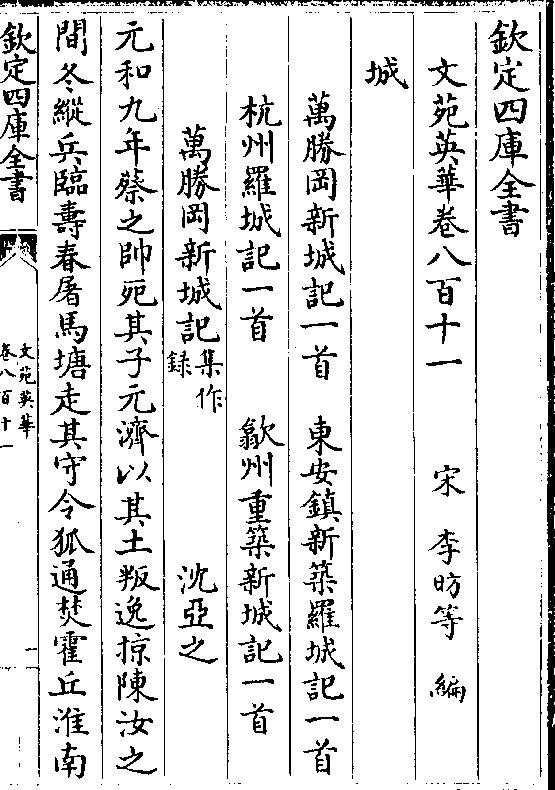 欽定四庫全書
文苑英華卷八百十一 宋 李昉等 編
城
萬勝岡新城記一首 東安鎮新築羅城記一首
杭州羅城記一首 歙州重築新城記一首
萬勝岡新城記集作録 沈亞之
元和九年蔡之帥死其子元濟以其土叛逸掠陳汝之
間冬縱兵臨壽春屠馬塘走其守令狐通焚霍丘淮南
欽定四庫全書
文苑英華
卷八百十一
一